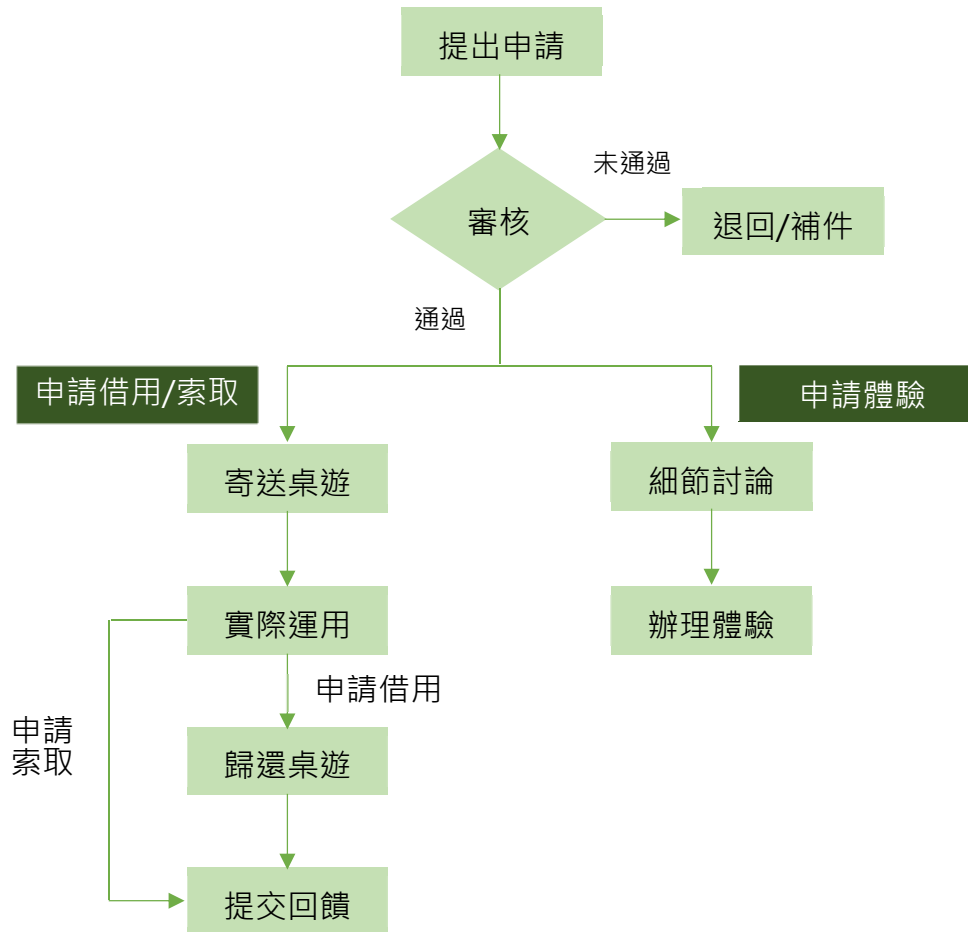 提出申請
未通過
審核
退回/補件
通過
申請借用/索取
申請體驗
寄送桌遊
細節討論
實際運用
辦理體驗
申請借用
申請
索取
歸還桌遊
提交回饋